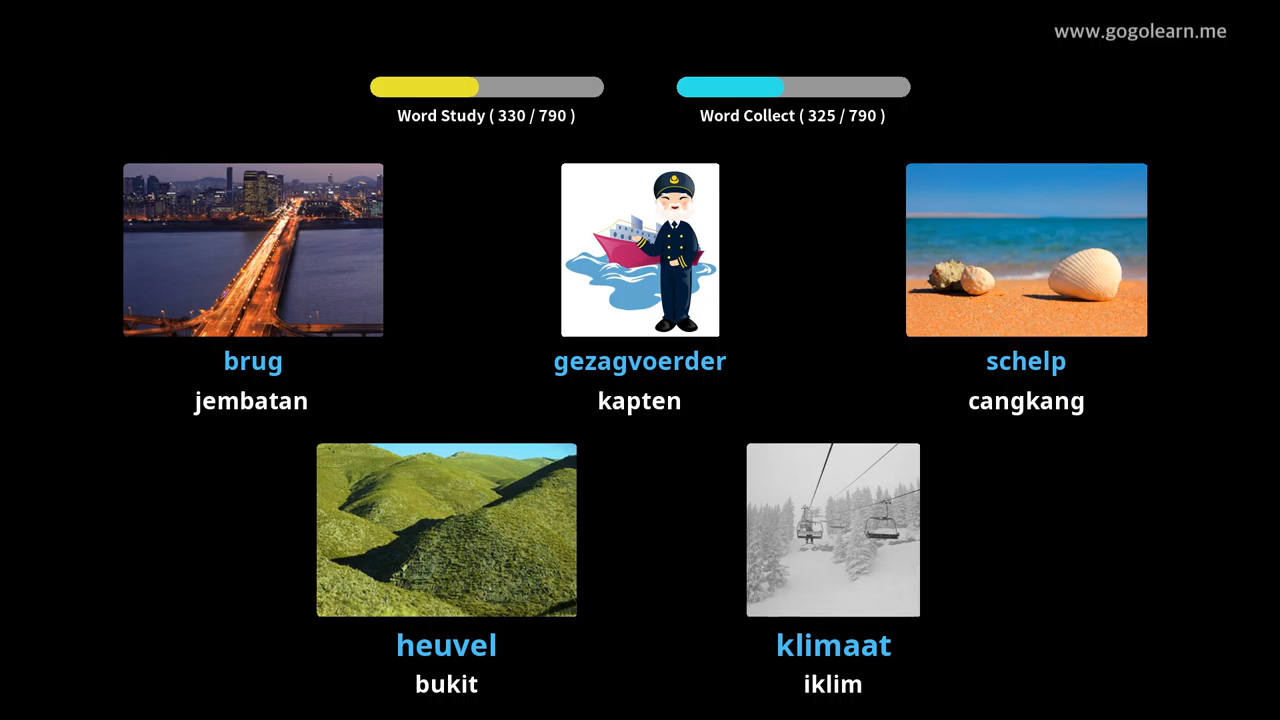 www.gogolearn.me
Word Study ( 330 / 790 )
Word Collect ( 325 / 790 )
brug
jembatan
gezagvoerder
kapten
schelp
cangkang
heuvel
bukit
klimaat
iklim